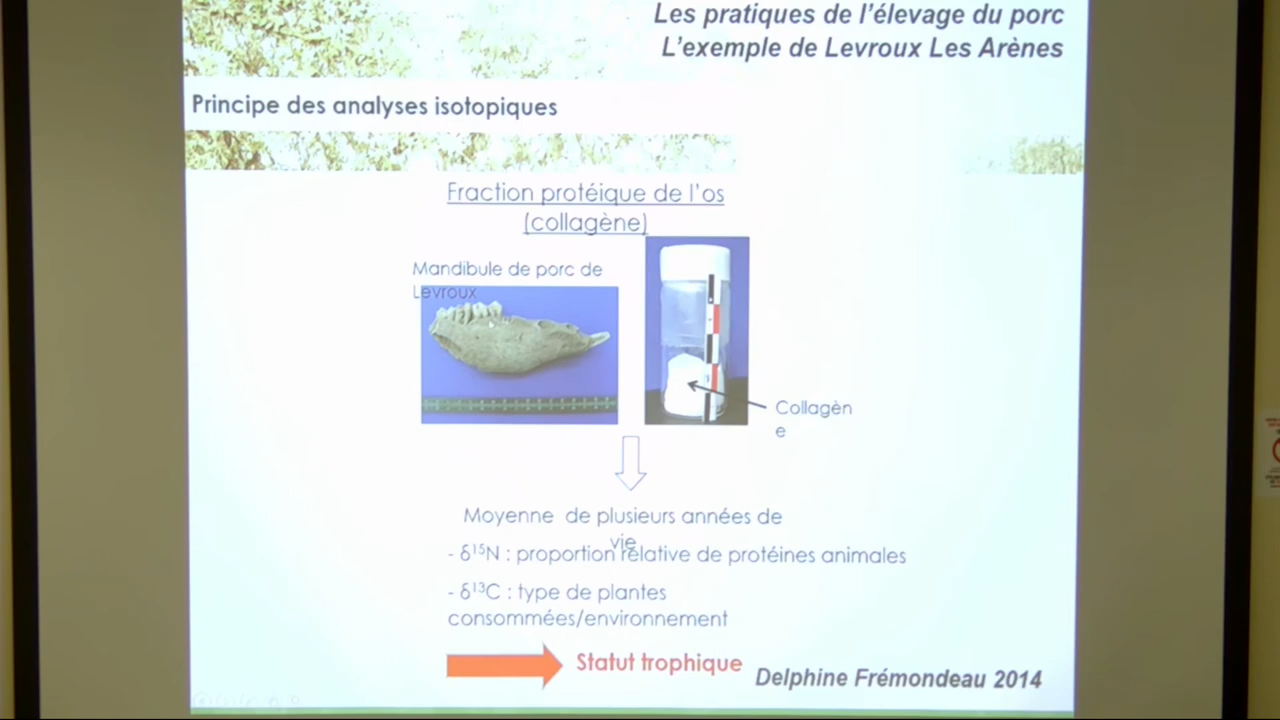 Les pratiques de l'élevage du porc
L'exemple de Levroux Les Arènes
Principe des analyses isotopiques
Fraction protéique de l'os
(collagène)
Mandibule de porc de
Levroux
Collagèn
e
Moyenne de plusieurs années de
vie
- δ¹⁵N : proportion relative de protéines animales
- δ¹³C : type de plantes
consommées/environnement
Statut trophique
Delphine Frémondeau 2014